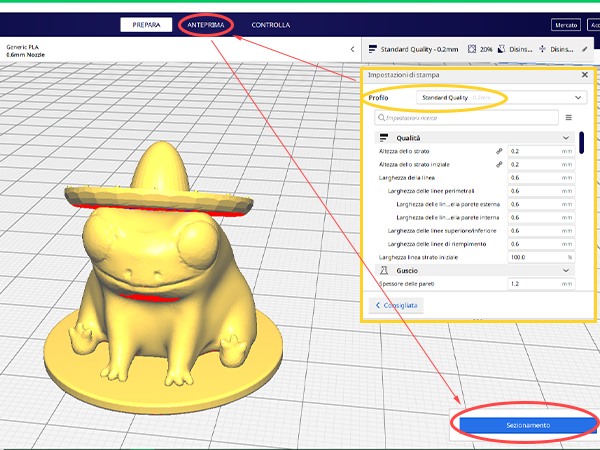 PREPARA ANTEPRIMA CONTROLLA Mercato
Generic PLA
0.6mm Nozzle
Standard Quality - 0.2mm 20% Disins... Disins...
Impostazioni di stampa
Profilo Standard Quality - 0.2mm
Impostazioni ricerca
Qualità
Altezza dello strato 0.2 mm
Altezza dello strato iniziale 0.2 mm
Larghezza della linea 0.6 mm
Larghezza delle linee perimetrali 0.6 mm
Larghezza delle lin...ella parete esterna 0.6 mm
Larghezza delle lin...ella parete interna 0.6 mm
Larghezza delle linee superiore/inferiore 0.6 mm
Larghezza delle linee di riempimento 0.6 mm
Larghezza linea strato iniziale 100.0 %
Guscio
Spessore delle pareti 1.2 mm
Consigliata
Sezionamento